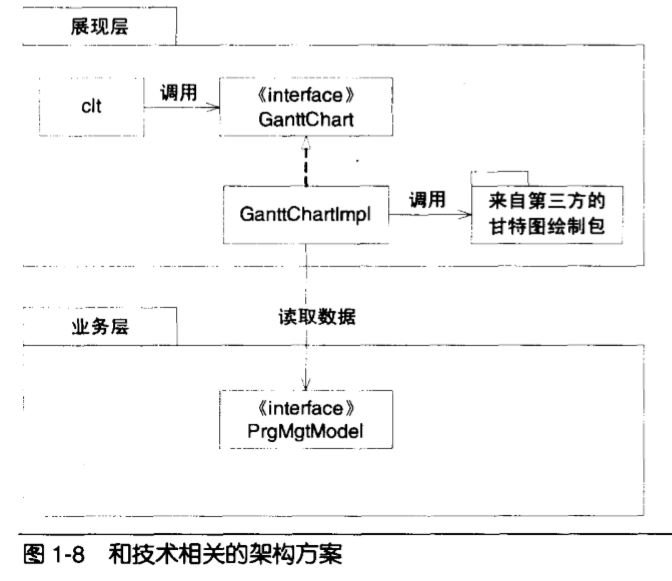 展现层
clt
调用
《interface》
GanttChart
GanttChartImpl
调用
来自第三方的
甘特图绘制包
业务层
读取数据
《interface》
PrgMgtModel
图 1-8 和技术相关的架构方案